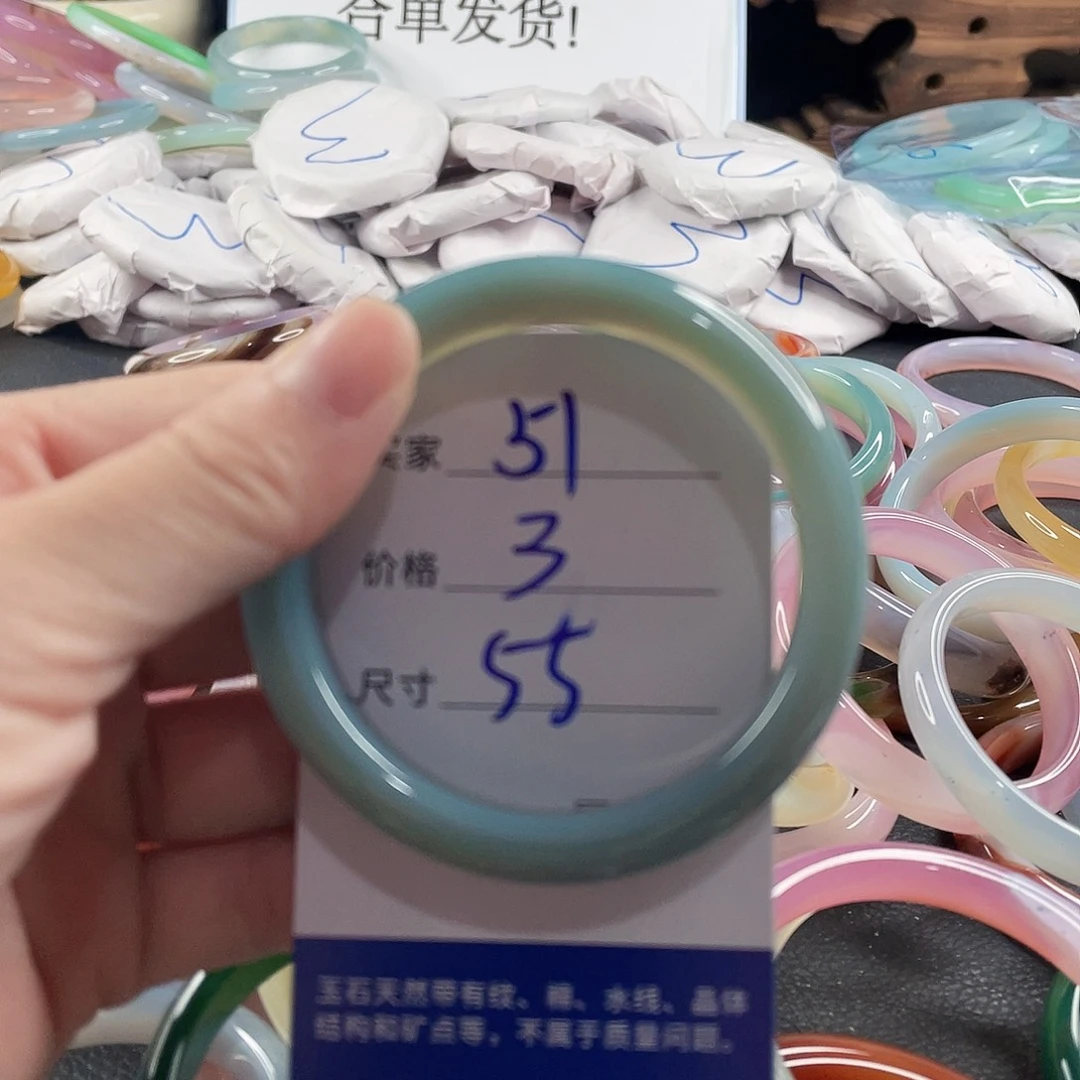 合单发货!
买家 51
价格 3
尺寸 55
玉石天然带有纹、棉、水线、晶体
结构和矿点等，不属于质量问题。